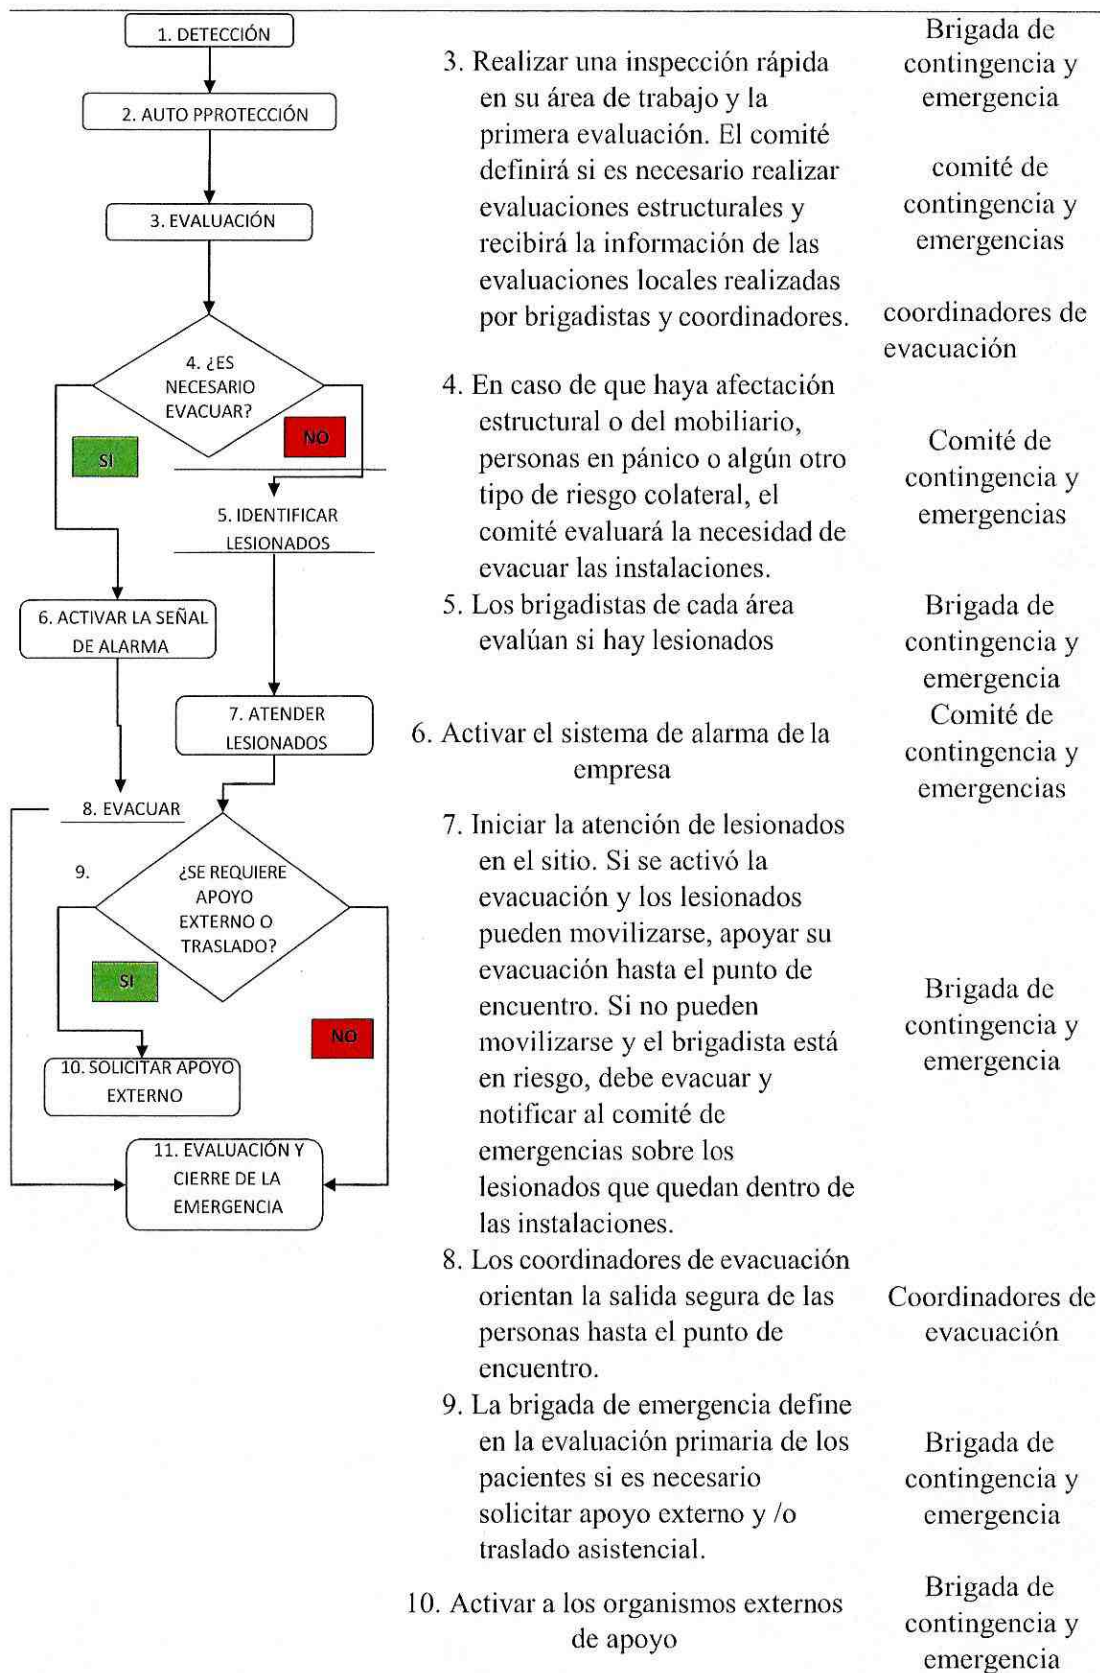 1. DETECCIÓN
2. AUTO PPROTECCIÓN
3. EVALUACIÓN
4. ¿ES
NECESARIO
EVACUAR?
SI
NO
5. IDENTIFICAR
LESIONADOS
6. ACTIVAR LA SEÑAL
DE ALARMA
7. ATENDER
LESIONADOS
8. EVACUAR
9.
¿SE REQUIERE
APOYO
EXTERNO O
TRASLADO?
SI
NO
10. SOLICITAR APOYO
EXTERNO
11. EVALUACIÓN Y
CIERRE DE LA
EMERGENCIA
3. Realizar una inspección rápida
en su área de trabajo y la
primera evaluación. El comité
definirá si es necesario realizar
evaluaciones estructurales y
recibirá la información de las
evaluaciones locales realizadas
por brigadistas y coordinadores.
Brigada de
contingencia y
emergencia
comité de
contingencia y
emergencias
coordinadores de
evacuación
4. En caso de que haya afectación
estructural o del mobiliario,
personas en pánico o algún otro
tipo de riesgo colateral, el
comité evaluará la necesidad de
evacuar las instalaciones.
Comité de
contingencia y
emergencias
5. Los brigadistas de cada área
evalúan si hay lesionados
Brigada de
contingencia y
emergencia
6. Activar el sistema de alarma de la
empresa
Comité de
contingencia y
emergencias
7. Iniciar la atención de lesionados
en el sitio. Si se activó la
evacuación y los lesionados
pueden movilizarse, apoyar su
evacuación hasta el punto de
encuentro. Si no pueden
movilizarse y el brigadista está
en riesgo, debe evacuar y
notificar al comité de
emergencias sobre los
lesionados que quedan dentro de
las instalaciones.
Brigada de
contingencia y
emergencia
8. Los coordinadores de evacuación
orientan la salida segura de las
personas hasta el punto de
encuentro.
Coordinadores de
evacuación
9. La brigada de emergencia define
en la evaluación primaria de los
pacientes si es necesario
solicitar apoyo externo y /o
traslado asistencial.
Brigada de
contingencia y
emergencia
10. Activar a los organismos externos
de apoyo
Brigada de
contingencia y
emergencia